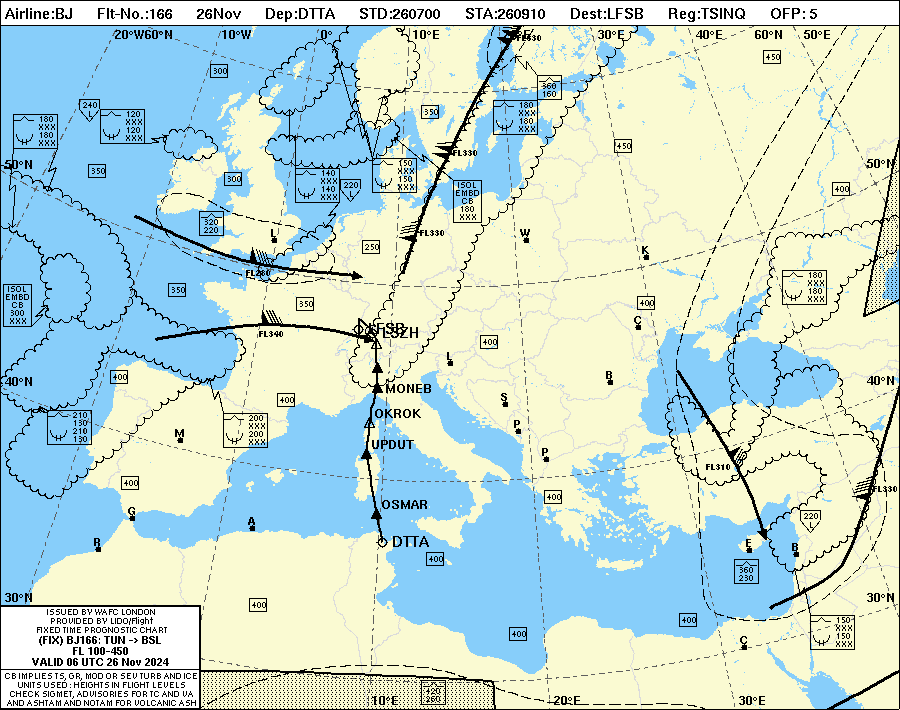 Airline:BJ Flt-No.:166 26Nov Dep:DTTA STD:260700 STA:260910 Dest:LFSB Reg:TSINQ OFP: 5
20°W60°N 10°W 0° 10°E 30°E 40°E 60°N 50°E
FL330
450
300
360
160
240
120
XXX
120
XXX
350
180
XXX
180
XXX
180
XXX
180
XXX
450
FL330
50°N
50°N
350
300
140
XXX
140
XXX
220
150
XXX
150
XXX
ISOL
EMBD
CB
180
XXX
400
320
220
L
FL330
W
250
K
FL280
180
XXX
180
XXX
ISOL
EMBD
CB
300
XXX
350
350
400
C
FL340
LFSB
LSZH
400
L
40°N
400
B
40°N
MONEB
400
S
210
130
210
130
OKROK
200
XXX
200
XXX
P
M
UPDUT
P
FL310
400
400
FL330
G
OSMAR
220
A
R
DTTA
E
B
400
360
230
30°N
400
30°N
400
400
150
XXX
150
XXX
C
ISSUED BY WAFC LONDON
PROVIDED BY LIDO/Flight
FIXED TIME PROGNOSTIC CHART
(FIX) BJ166: TUN -> BSL
FL 100-450
VALID 06 UTC 26 Nov 2024
CB IMPLIES TS, GR, MOD OR SEV TURB AND ICE
UNITS USED : HEIGHTS IN FLIGHT LEVELS
CHECK SIGMET, ADVISORIES FOR TC AND VA
AND ASHTAM AND NOTAM FOR VOLCANIC ASH
420
260
10°E 20°E 30°E